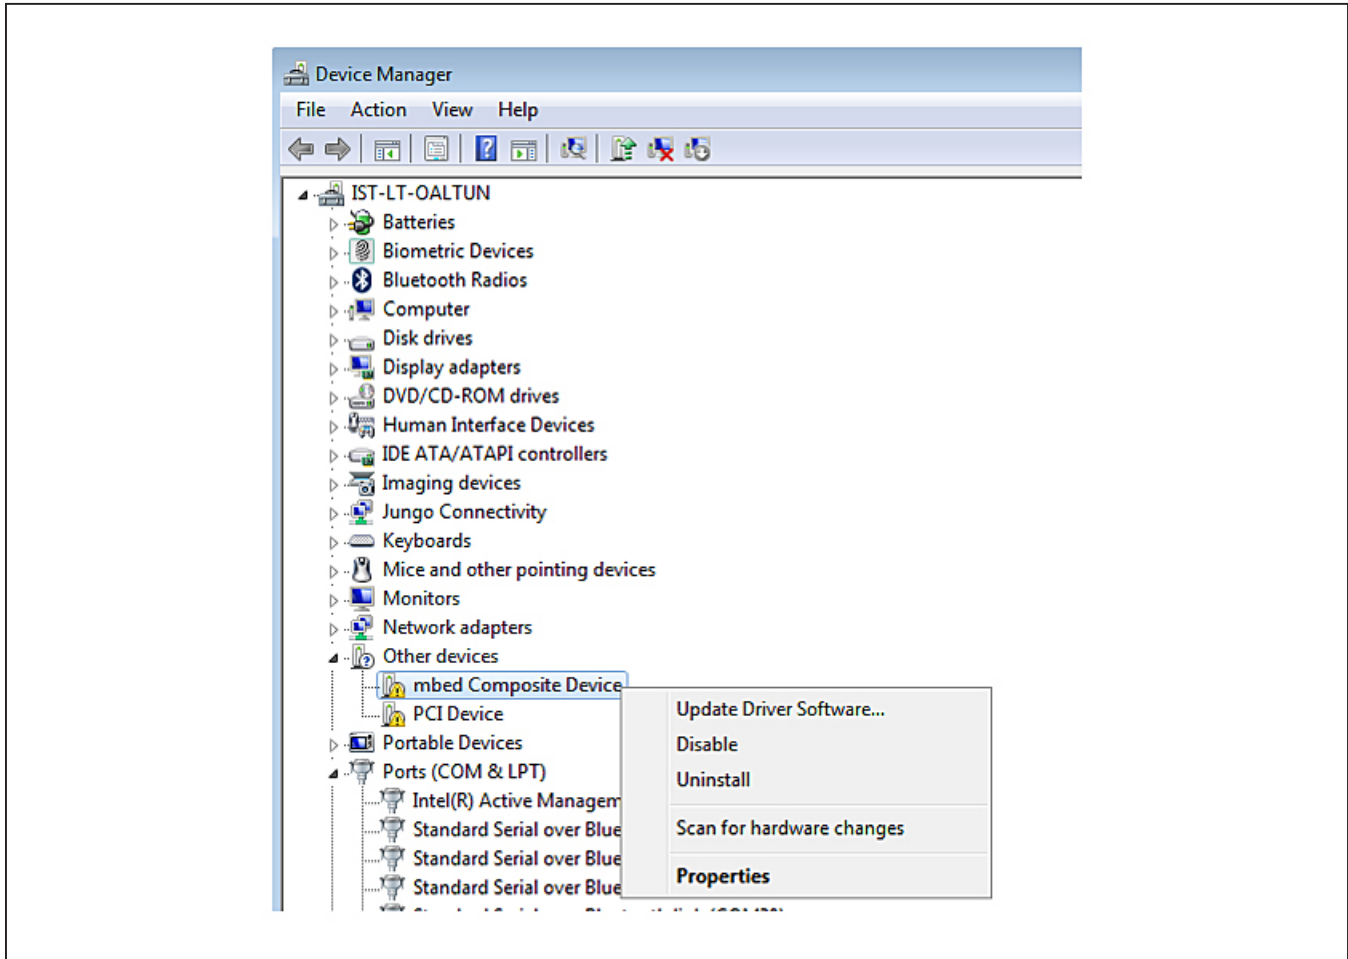 Device Manager
File Action View Help
IST-LT-OALTUN
Batteries
Biometric Devices
Bluetooth Radios
Computer
Disk drives
Display adapters
DVD/CD-ROM drives
Human Interface Devices
IDE ATA/ATAPI controllers
Imaging devices
Jungo Connectivity
Keyboards
Mice and other pointing devices
Monitors
Network adapters
Other devices
mbed Composite Device
PCI Device
Portable Devices
Ports (COM & LPT)
Intel(R) Active Managem
Standard Serial over Blue
Standard Serial over Blue
Standard Serial over Blue
Update Driver Software...
Disable
Uninstall
Scan for hardware changes
Properties